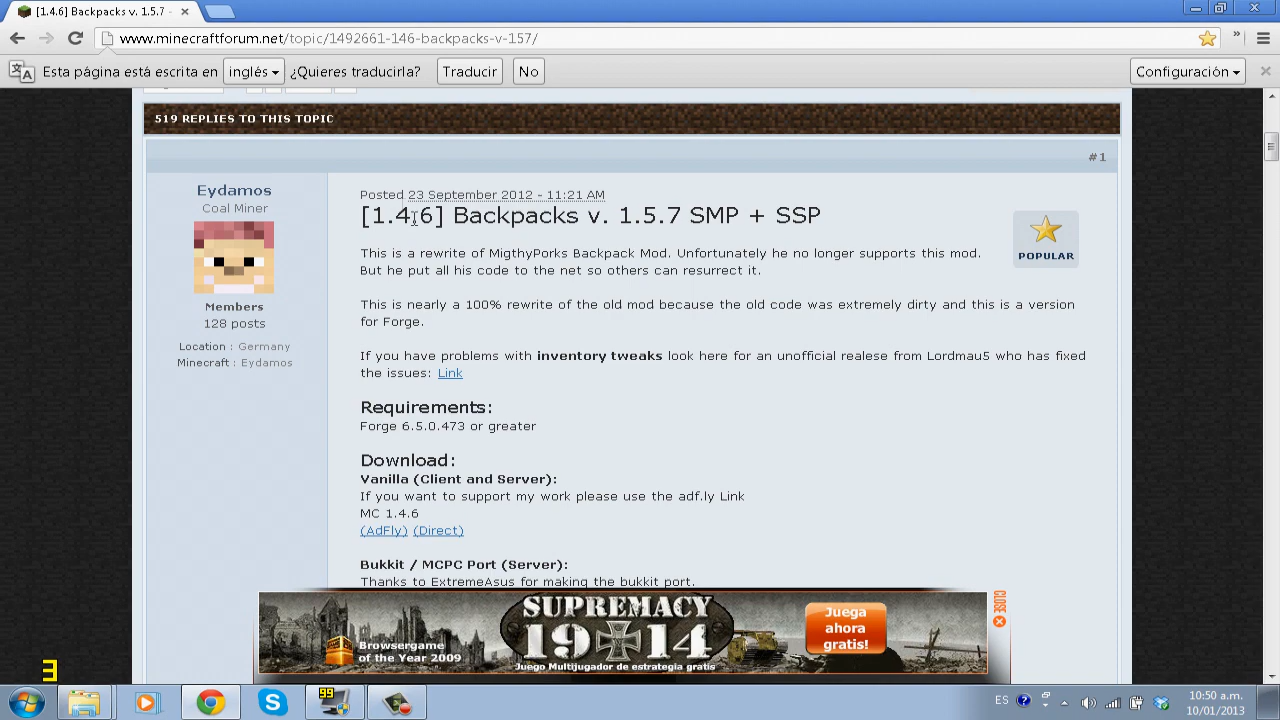 [1.4.6] Backpacks v. 1.5.7 -
www.minecraftforum.net/topic/1492661-146-backpacks-v-157/
Esta página está escrita en inglés ¿Quieres traducirla? Traducir No Configuración
519 REPLIES TO THIS TOPIC
#1
Eydamos
Coal Miner
Members
128 posts
Location : Germany
Minecraft : Eydamos
Posted 23 September 2012 - 11:21 AM
[1.4.6] Backpacks v. 1.5.7 SMP + SSP
POPULAR
This is a rewrite of MigthyPorks Backpack Mod. Unfortunately he no longer supports this mod.
But he put all his code to the net so others can resurrect it.
This is nearly a 100% rewrite of the old mod because the old code was extremely dirty and this is a version
for Forge.
If you have problems with inventory tweaks look here for an unofficial realese from Lordmau5 who has fixed
the issues: Link
Requirements:
Forge 6.5.0.473 or greater
Download:
Vanilla (Client and Server):
If you want to support my work please use the adf.ly Link
MC 1.4.6
(AdFly) (Direct)
Bukkit / MCPC Port (Server):
Thanks to ExtremeAsus for making the bukkit port.
Browsergame
of the Year 2009
SUPREMACY
1914
Juego Multijugador de estrategia gratis
Juega
ahora
gratis!
CLOSE
3
99
ES
10:50 a.m.
10/01/2013